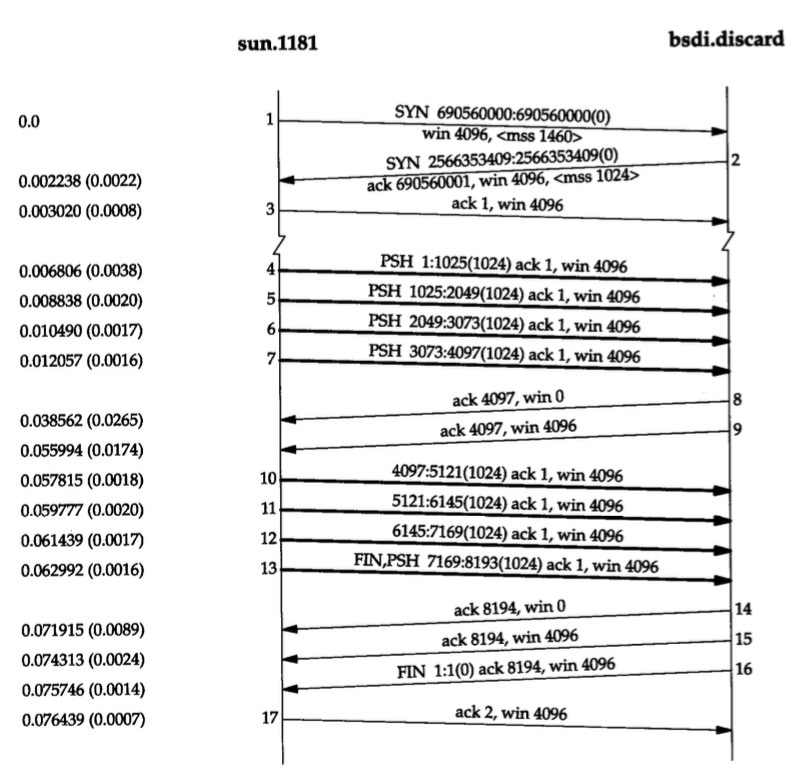 sun.1181 bsdi.discard
0.0 1 SYN 690560000:690560000(0)
win 4096, <mss 1460>
SYN 2566353409:2566353409(0) 2
0.002238 (0.0022) ack 690560001, win 4096, <mss 1024>
0.003020 (0.0008) 3 ack 1, win 4096
0.006806 (0.0038) 4 PSH 1:1025(1024) ack 1, win 4096
0.008838 (0.0020) 5 PSH 1025:2049(1024) ack 1, win 4096
0.010490 (0.0017) 6 PSH 2049:3073(1024) ack 1, win 4096
0.012057 (0.0016) 7 PSH 3073:4097(1024) ack 1, win 4096
ack 4097, win 0 8
0.038562 (0.0265)
ack 4097, win 4096 9
0.055994 (0.0174)
0.057815 (0.0018) 10 4097:5121(1024) ack 1, win 4096
0.059777 (0.0020) 11 5121:6145(1024) ack 1, win 4096
0.061439 (0.0017) 12 6145:7169(1024) ack 1, win 4096
0.062992 (0.0016) 13 FIN,PSH 7169:8193(1024) ack 1, win 4096
ack 8194, win 0 14
0.071915 (0.0089)
ack 8194, win 4096 15
0.074313 (0.0024)
FIN 1:1(0) ack 8194, win 4096 16
0.075746 (0.0014)
0.076439 (0.0007) 17 ack 2, win 4096